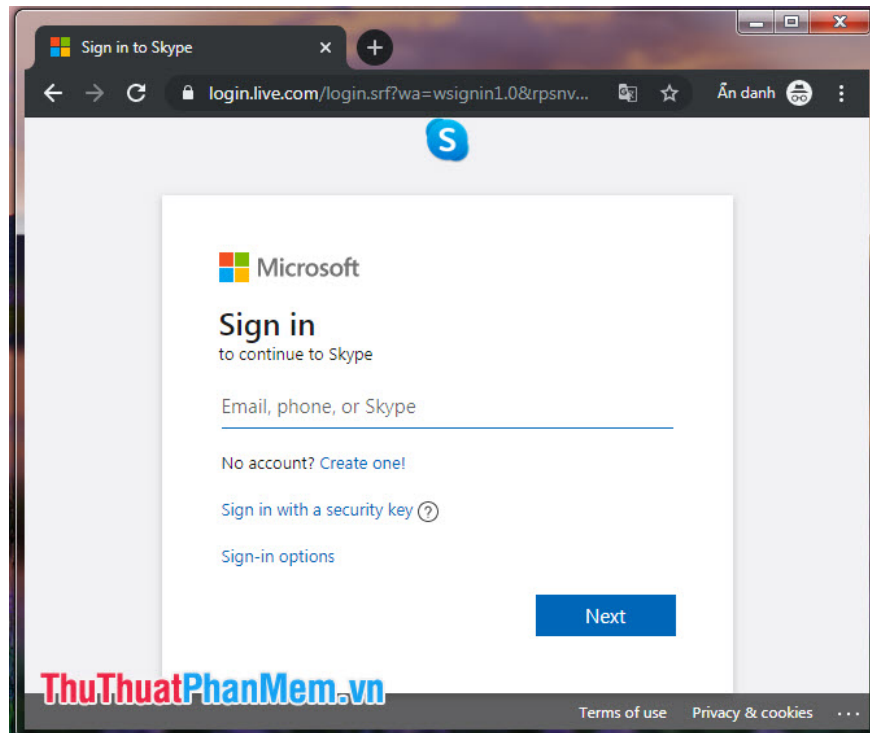 Sign in to Skype
login.live.com/login.srf?wa=wsignin1.0&rpsnv...
Ẩn danh
S
Microsoft
Sign in
to continue to Skype
Email, phone, or Skype
No account? Create one!
Sign in with a security key ?
Sign-in options
Next
ThuThuatPhanMem.vn
Terms of use Privacy & cookies ...